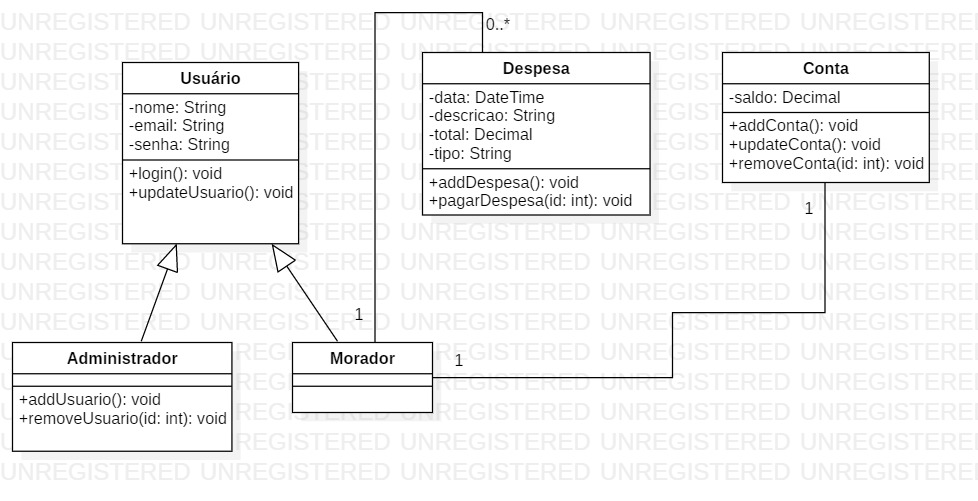 0..*
Usuário
-nome: String
-email: String
-senha: String
+login(): void
+updateUsuario(): void
Despesa
-data: DateTime
-descricao: String
-total: Decimal
-tipo: String
+addDespesa(): void
+pagarDespesa(id: int): void
Conta
-saldo: Decimal
+addConta(): void
+updateConta(): void
+removeConta(id: int): void
1
1
1
Administrador
+addUsuario(): void
+removeUsuario(id: int): void
Morador
UNREGISTERED UNREGISTERED UNREGISTERED UNREGISTERED UNREGISTERED